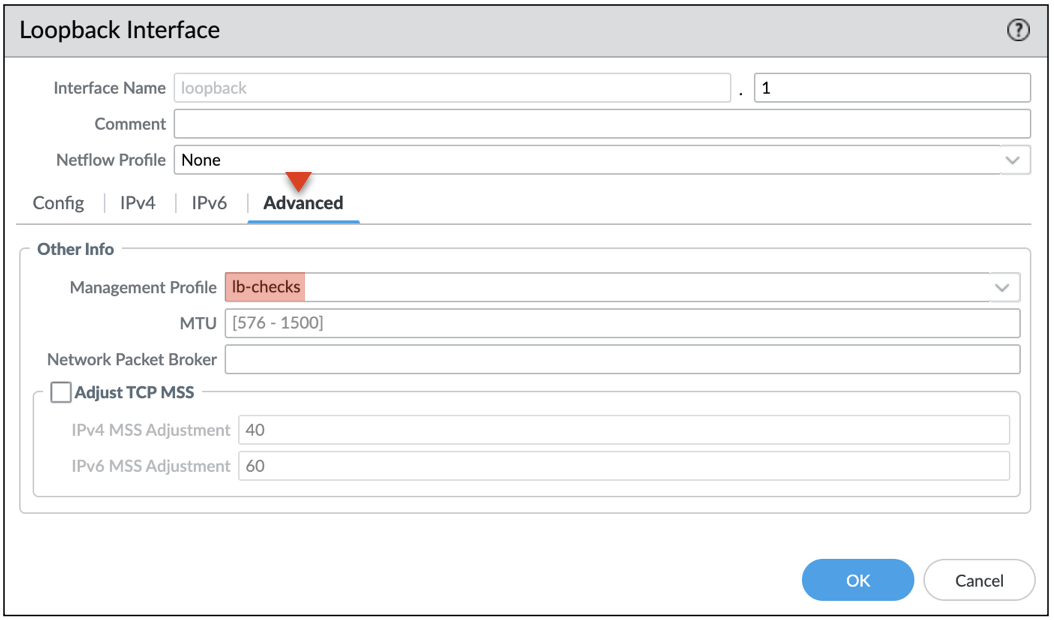 Loopback Interface ?
Interface Name loopback . 1
Comment
Netflow Profile None
Config IPv4 IPv6 Advanced
Other Info
Management Profile lb-checks
MTU [576 - 1500]
Network Packet Broker
Adjust TCP MSS
IPv4 MSS Adjustment 40
IPv6 MSS Adjustment 60
OK Cancel